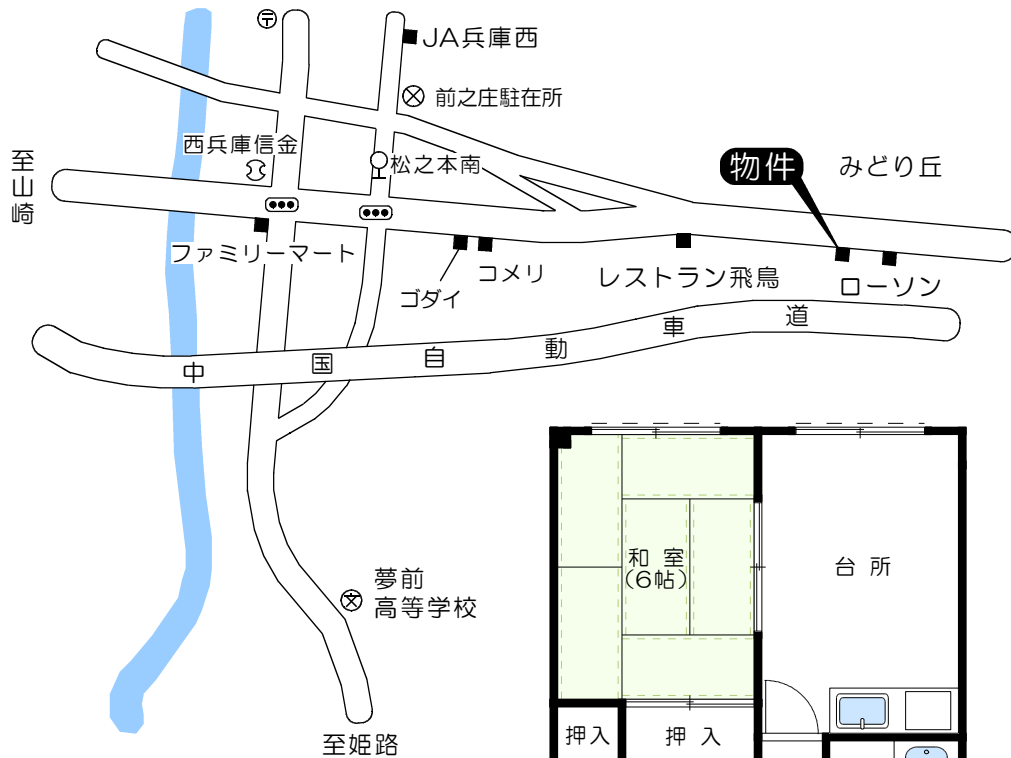 〒
JA兵庫西
前之庄駐在所
西兵庫信金
松之本南
至山崎
物件
みどり丘
ファミリーマート
ゴダイ
コメリ
レストラン飛鳥
ローソン
中国自動車道
夢前
高等学校
文
至姫路
和室
(6帖)
台所
押入
押入